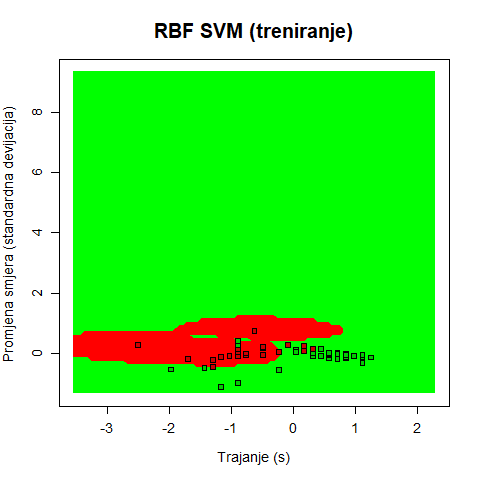 RBF SVM (treniranje)
Promjena smjera (standardna devijacija)
8
6
4
2
0
-3 -2 -1 0 1 2
Trajanje (s)